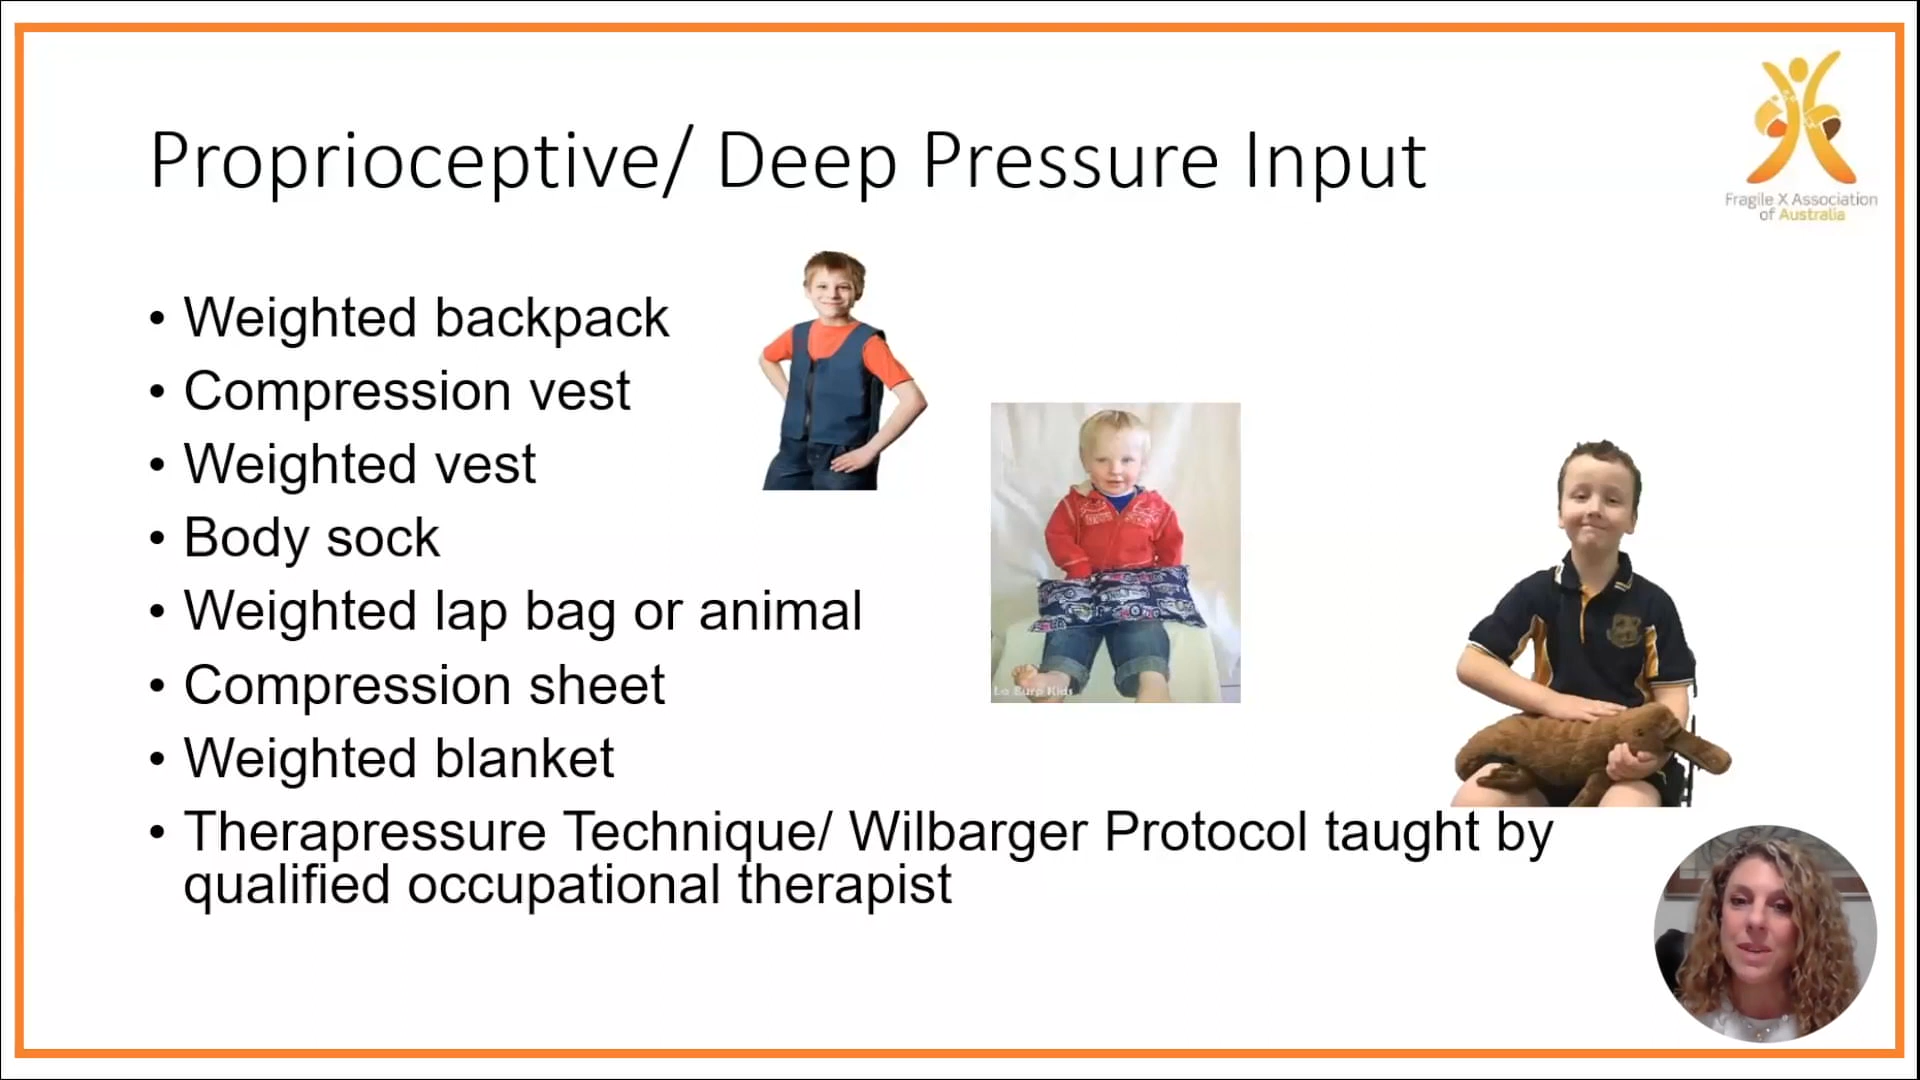 Proprioceptive/ Deep Pressure Input
Fragile X Association
of Australia
• Weighted backpack
• Compression vest
• Weighted vest
• Body sock
• Weighted lap bag or animal
• Compression sheet
• Weighted blanket
• Therapressure Technique/ Wilbarger Protocol taught by
qualified occupational therapist
Kids